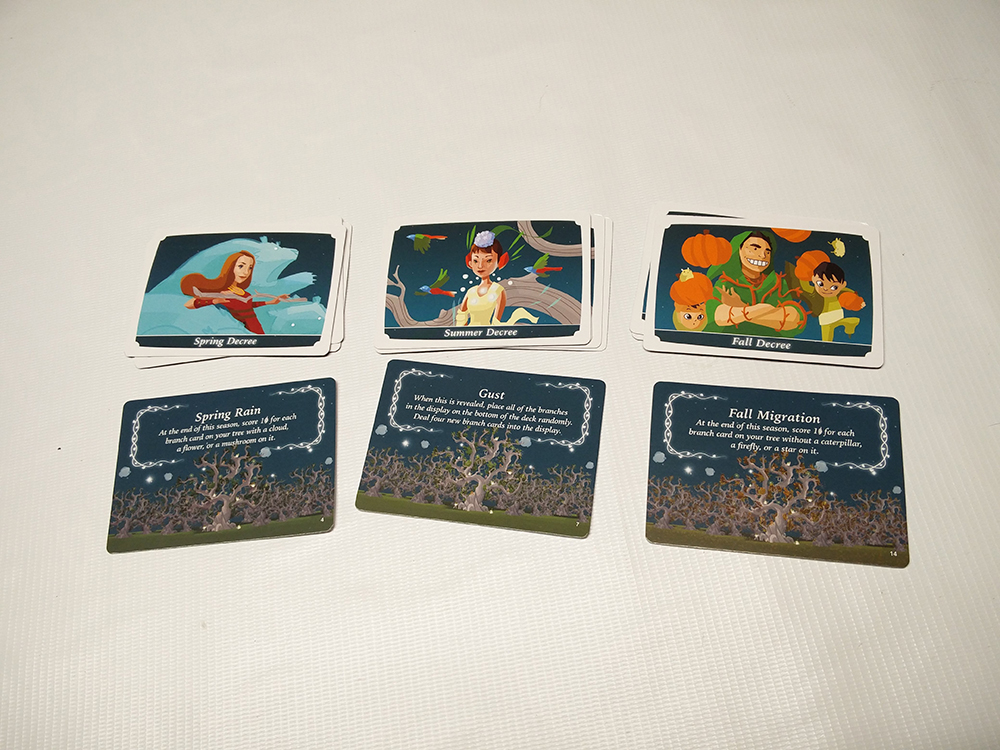 Spring Decree
Summer Decree
Fall Decree
Spring Rain
At the end of this season, score 1 for each
branch card on your tree with a cloud,
a flower, or a mushroom on it.
4
Gust
When this is revealed, place all of the branches
in the display on the bottom of the deck randomly.
Deal four new branch cards into the display.
7
Fall Migration
At the end of this season, score 1 for each
branch card on your tree without a caterpillar,
a firefly, or a star on it.
14